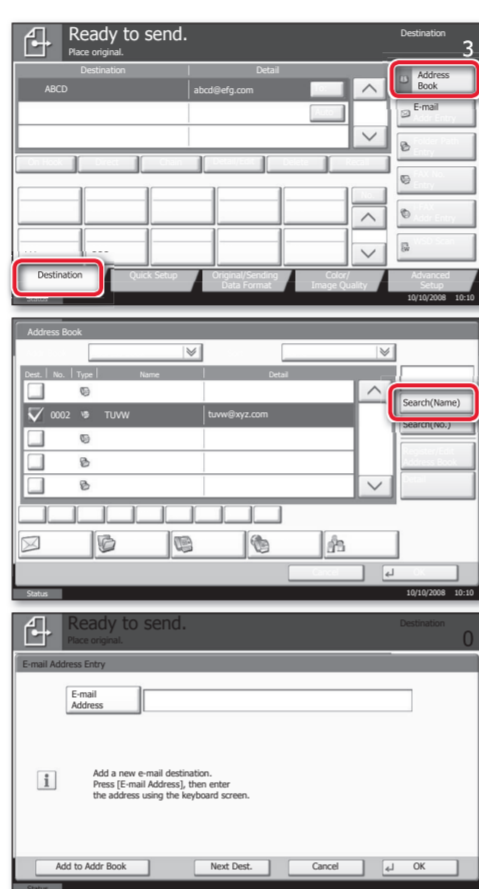 Ready to send.
Place original.
Destination
3
Destination Detail
ABCD abcd@efg.com
Address
Book
E-mail
Addr Entry
Entry
Entry
Destination
Quick Setup
Original/Sending
Data Format
Color/
Image Quality
Advanced
Setup
Status
10/10/2008 10:10
Address Book
Dest. No. Type Name Detail
0002 TUVW tuvw@xyz.com
Search(Name)
Search(No.)
Cancel
OK
Status
10/10/2008 10:10
Ready to send.
Place original.
Destination
0
E-mail Address Entry
E-mail
Address
Add a new e-mail destination.
Press [E-mail Address], then enter
the address using the keyboard screen.
Add to Addr Book
Next Dest.
Cancel
OK
Status